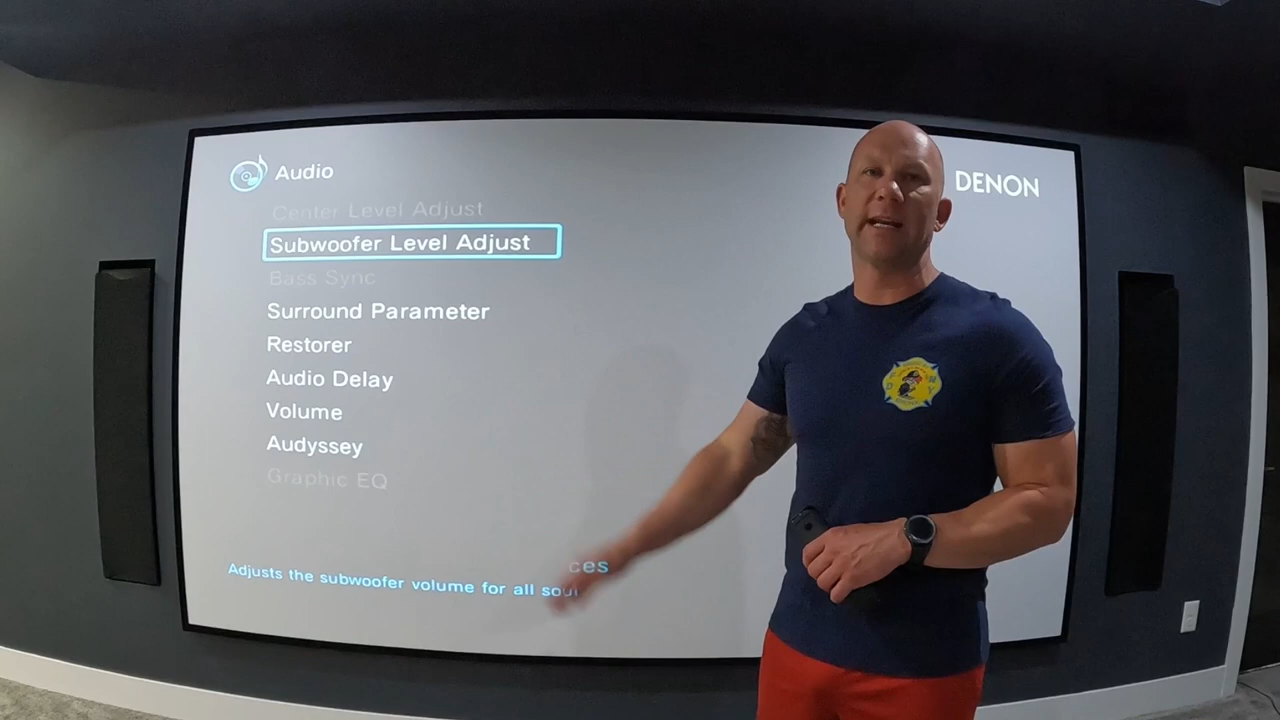 Audio
DENON
Center Level Adjust
Subwoofer Level Adjust
Bass Sync
Surround Parameter
Restorer
Audio Delay
Volume
Audyssey
Graphic EQ
Adjusts the subwoofer volume for all sou ces